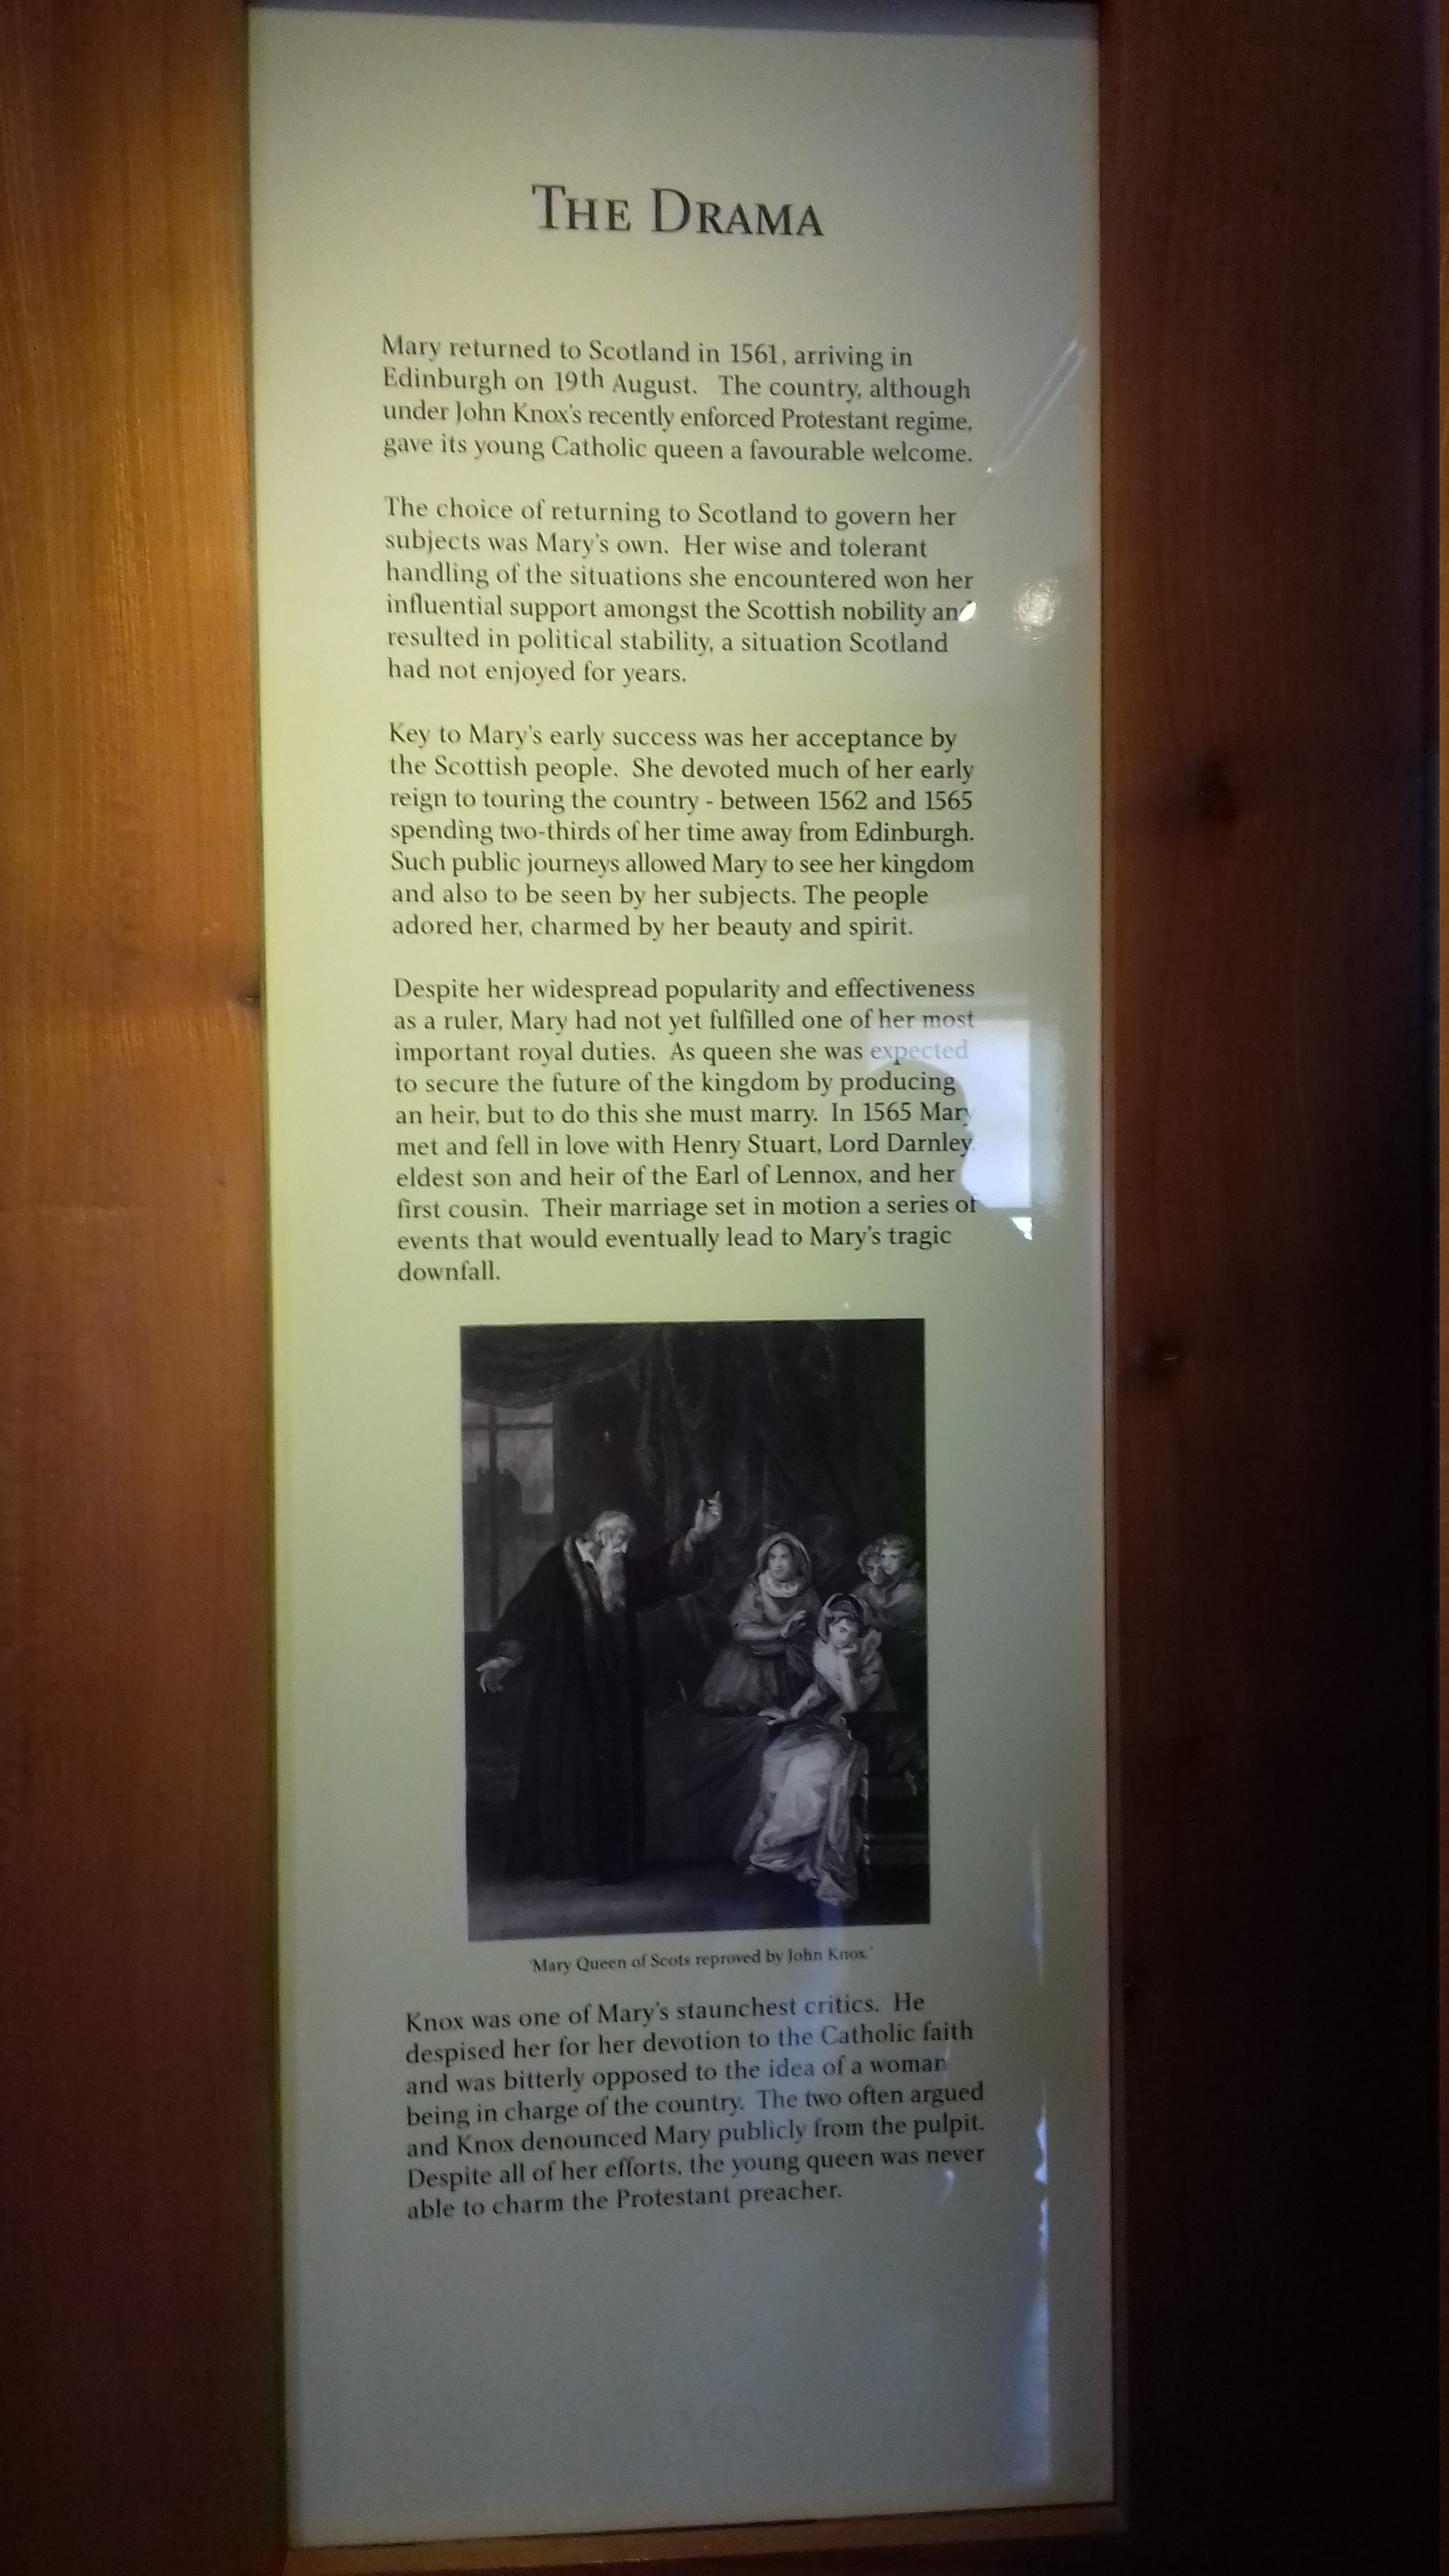 THE DRAMA
Mary returned to Scotland in 1561, arriving in
Edinburgh on 19th August. The country, although
under John Knox's recently enforced Protestant regime,
gave its young Catholic queen a favourable welcome.
The choice of returning to Scotland to govern her
subjects was Mary's own. Her wise and tolerant
handling of the situations she encountered won her
influential support amongst the Scottish nobility and
resulted in political stability, a situation Scotland
had not enjoyed for years.
Key to Mary's early success was her acceptance by
the Scottish people. She devoted much of her early
reign to touring the country - between 1562 and 1565
spending two-thirds of her time away from Edinburgh.
Such public journeys allowed Mary to see her kingdom
and also to be seen by her subjects. The people
adored her, charmed by her beauty and spirit.
Despite her widespread popularity and effectiveness
as a ruler, Mary had not yet fulfilled one of her most
important royal duties. As queen she was expected
to secure the future of the kingdom by producing
an heir, but to do this she must marry. In 1565 Mary
met and fell in love with Henry Stuart, Lord Darnley
eldest son and heir of the Earl of Lennox, and her
first cousin. Their marriage set in motion a series of
events that would eventually lead to Mary's tragic
downfall.
'Mary Queen of Scots reproved by John Knox.'
Knox was one of Mary's staunchest critics. He
despised her for her devotion to the Catholic faith
and was bitterly opposed to the idea of a woman
being in charge of the country. The two often argued
and Knox denounced Mary publicly from the pulpit.
Despite all of her efforts, the young queen was never
able to charm the Protestant preacher.